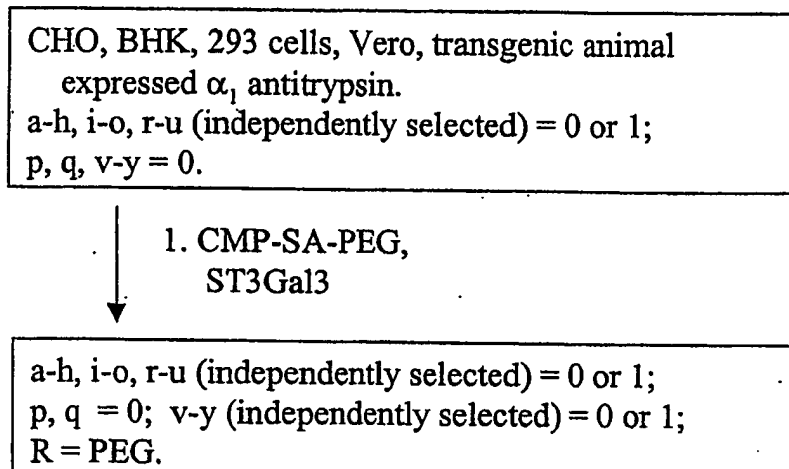 CHO, BHK, 293 cells, Vero, transgenic animal
expressed α₁ antitrypsin.
a-h, i-o, r-u (independently selected) = 0 or 1;
p, q, v-y = 0.
1. CMP-SA-PEG,
ST3Gal3
a-h, i-o, r-u (independently selected) = 0 or 1;
p, q = 0; v-y (independently selected) = 0 or 1;
R = PEG.